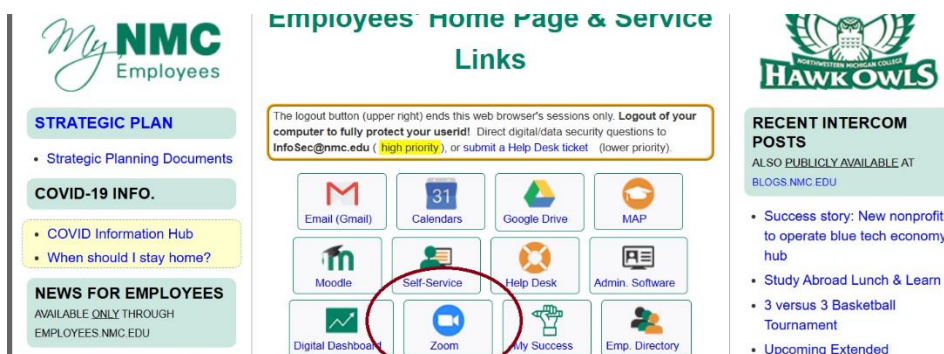 My NMC
Employees
STRATEGIC PLAN
• Strategic Planning Documents
COVID-19 INFO.
• COVID Information Hub
• When should I stay home?
NEWS FOR EMPLOYEES
AVAILABLE ONLY THROUGH
EMPLOYEES.NMC.EDU
Employees' Home Page & Service
Links
The logout button (upper right) ends this web browser's sessions only. Logout of your
computer to fully protect your userid! Direct digital/data security questions to
InfoSec@nmc.edu ( high priority), or submit a Help Desk ticket (lower priority).
31
Email (Gmail)
Calendars
Google Drive
MAP
m
Moodle
Self-Service
Help Desk
Admin. Software
Digital Dashboard
Zoom
My Success
Emp. Directory
NORTHWESTERN MICHIGAN COLLEGE
HAWK OWLS
RECENT INTERCOM
POSTS
ALSO PUBLICLY AVAILABLE AT
BLOGS.NMC.EDU
• Success story: New nonprofit
to operate blue tech economy
hub
• Study Abroad Lunch & Learn
• 3 versus 3 Basketball
Tournament
• Upcoming Extended